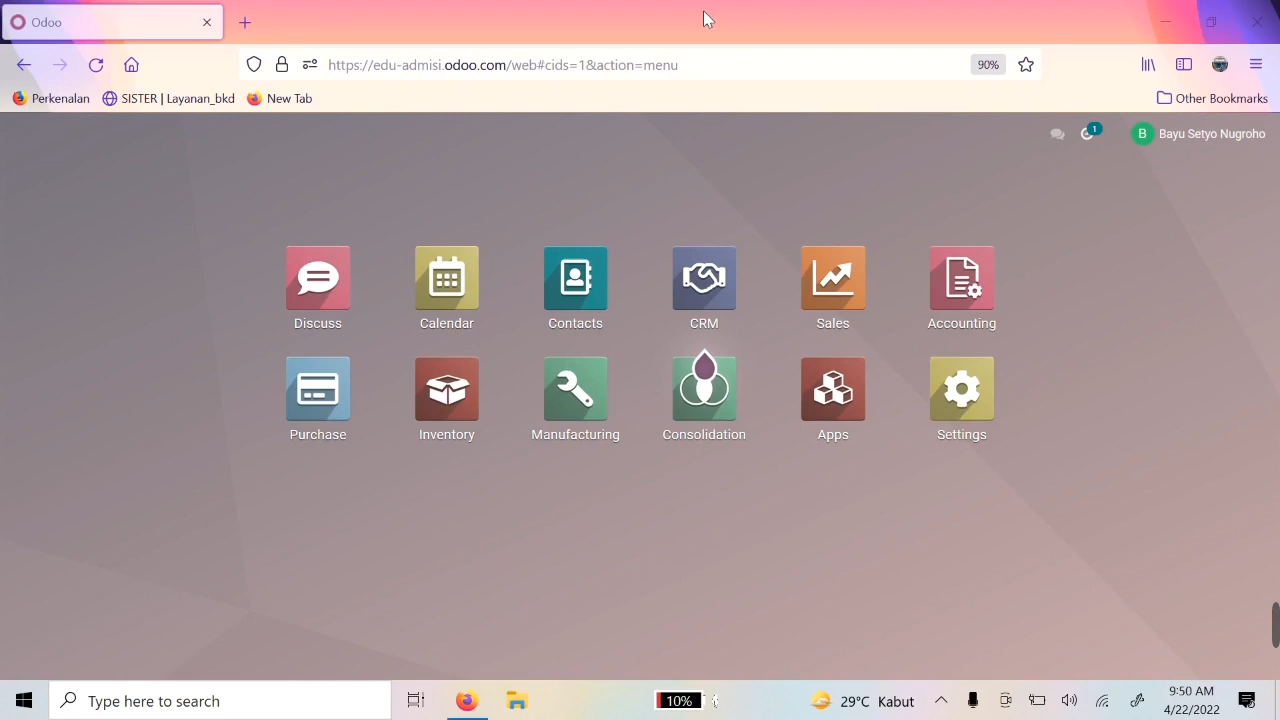 Odoo
https://edu-admisi.odoo.com/web#cids=1&action=menu
90%
Perkenalan
SISTER | Layanan_bkd
New Tab
Other Bookmarks
1
B
Bayu Setyo Nugroho
Discuss
Calendar
Contacts
CRM
Sales
Accounting
Purchase
Inventory
Manufacturing
Consolidation
Apps
Settings
Type here to search
10%
29°C Kabut
9:50 AM
4/22/2022